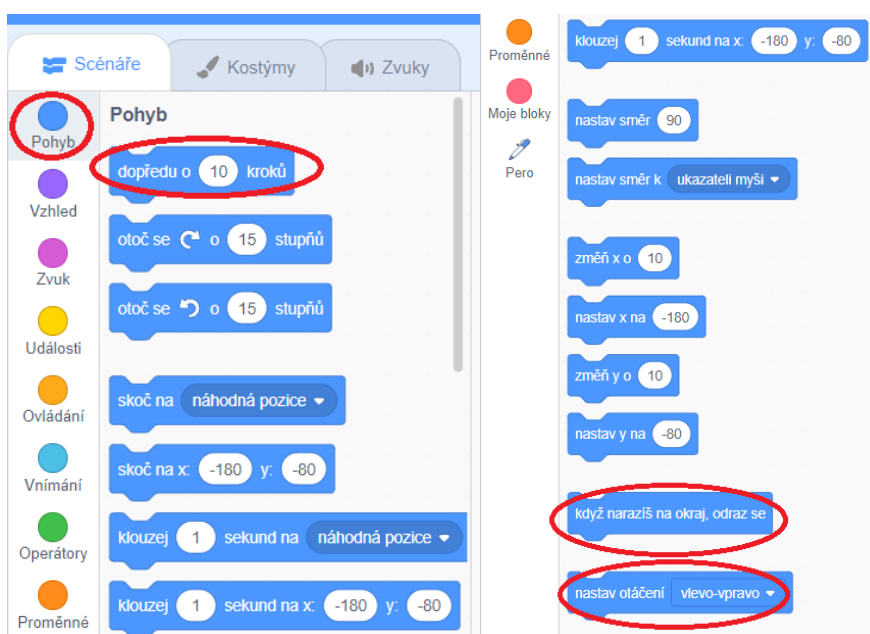 Scénáře
Kostýmy
Zvuky
Pohyb
Vzhled
Zvuk
Události
Ovládání
Vnímání
Operátory
Proměnné
Pohyb
dopředu o 10 kroků
otoč se o 15 stupňů
otoč se o 15 stupňů
skoč na náhodná pozice
skoč na x: -180 y: -80
klouzej 1 sekund na náhodná pozice
klouzej 1 sekund na x: -180 y: -80
Proměnné
Moje bloky
Pero
klouzej 1 sekund na x: -180 y: -80
nastav směr 90
nastav směr k ukazateli myši
změň x o 10
nastav x na -180
změň y o 10
nastav y na -80
když narazíš na okraj, odraz se
nastav otáčení vlevo-vpravo